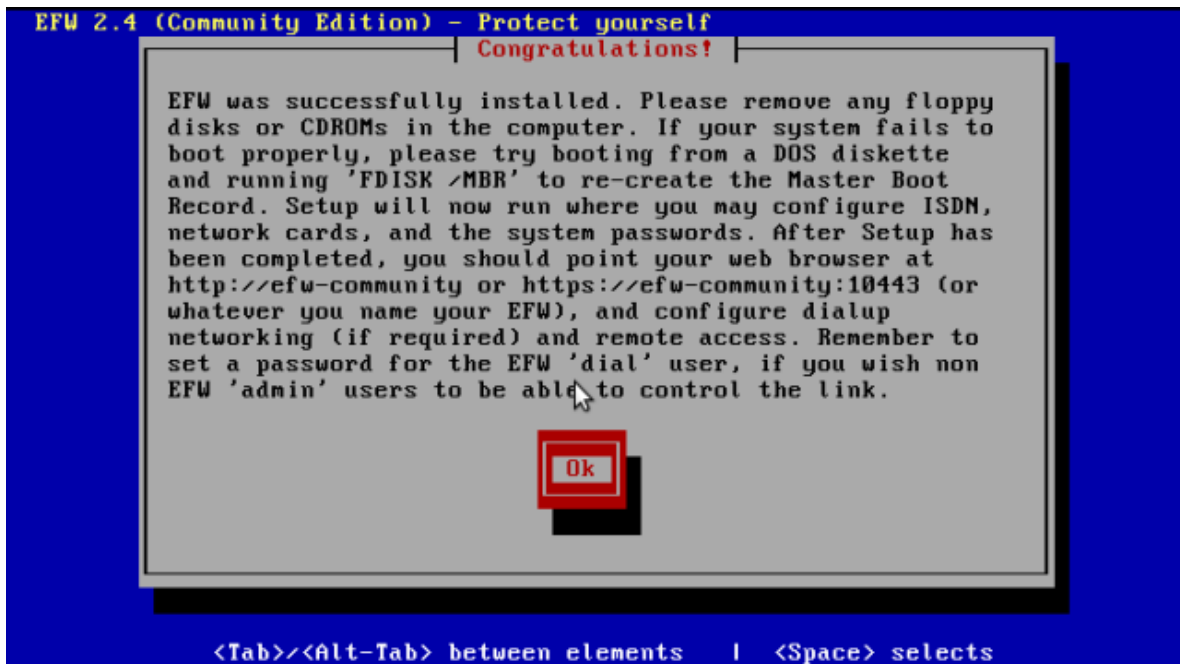 EFW 2.4 (Community Edition) - Protect yourself
Congratulations!
EFW was successfully installed. Please remove any floppy
disks or CDROMs in the computer. If your system fails to
boot properly, please try booting from a DOS diskette
and running 'FDISK /MBR' to re-create the Master Boot
Record. Setup will now run where you may configure ISDN,
network cards, and the system passwords. After Setup has
been completed, you should point your web browser at
http://efw-community or https://efw-community:10443 (or
whatever you name your EFW), and configure dialup
networking (if required) and remote access. Remember to
set a password for the EFW 'dial' user, if you wish non
EFW 'admin' users to be able to control the link.
Ok
<Tab>/<Alt-Tab> between elements | <Space> selects